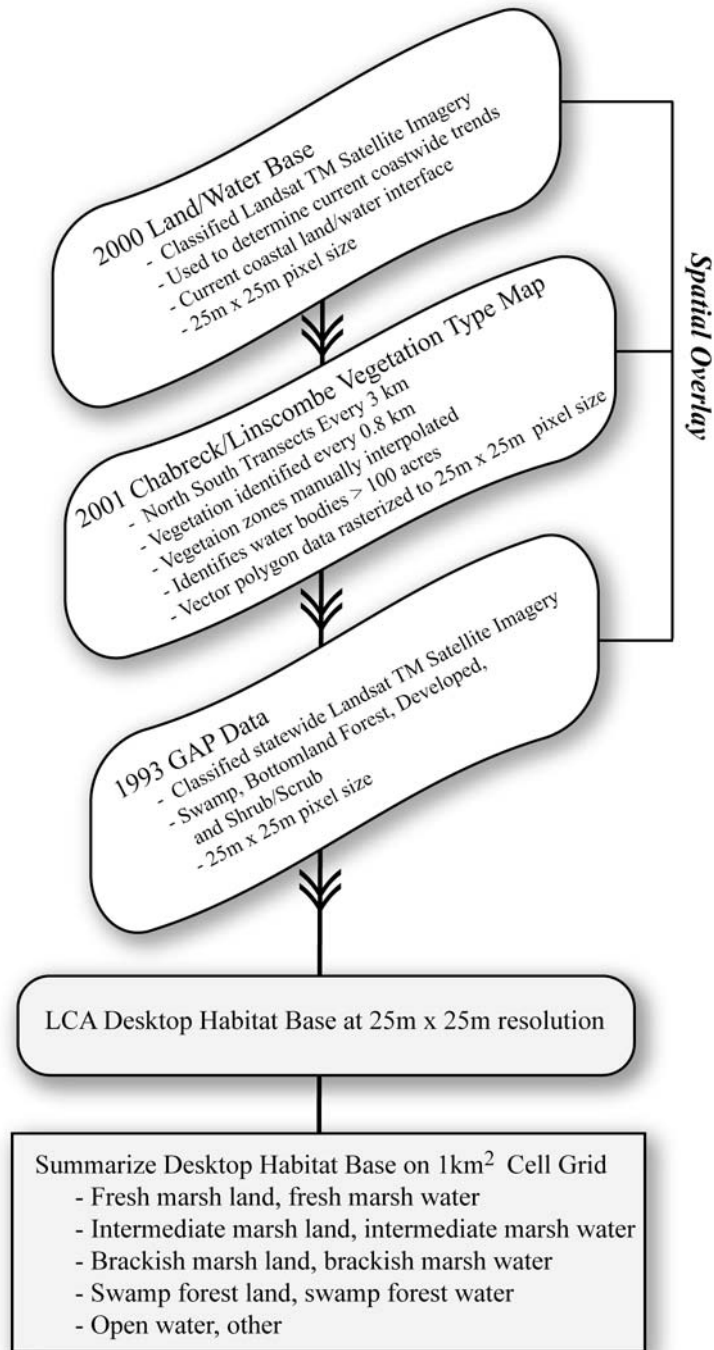 2000 Land/Water Base
- Classified Landsat TM Satellite Imagery
- Used to determine current coastwide trends
- Current coastal land/water interface
- 25m x 25m pixel size
Spatial Overlay
2001 Chabreck/Linscombe Vegetation Type Map
- North South Transects Every 3 km
- Vegetation identified every 0.8 km
- Vegetaion zones manually interpolated
- Identifies water bodies > 100 acres
- Vector polygon data rasterized to 25m x 25m pixel size
1993 GAP Data
- Classified statewide Landsat TM Satellite Imagery
- Swamp, Bottomland Forest, Developed,
and Shrub/Scrub
- 25m x 25m pixel size
LCA Desktop Habitat Base at 25m x 25m resolution
Summarize Desktop Habitat Base on 1km² Cell Grid
- Fresh marsh land, fresh marsh water
- Intermediate marsh land, intermediate marsh water
- Brackish marsh land, brackish marsh water
- Swamp forest land, swamp forest water
- Open water, other